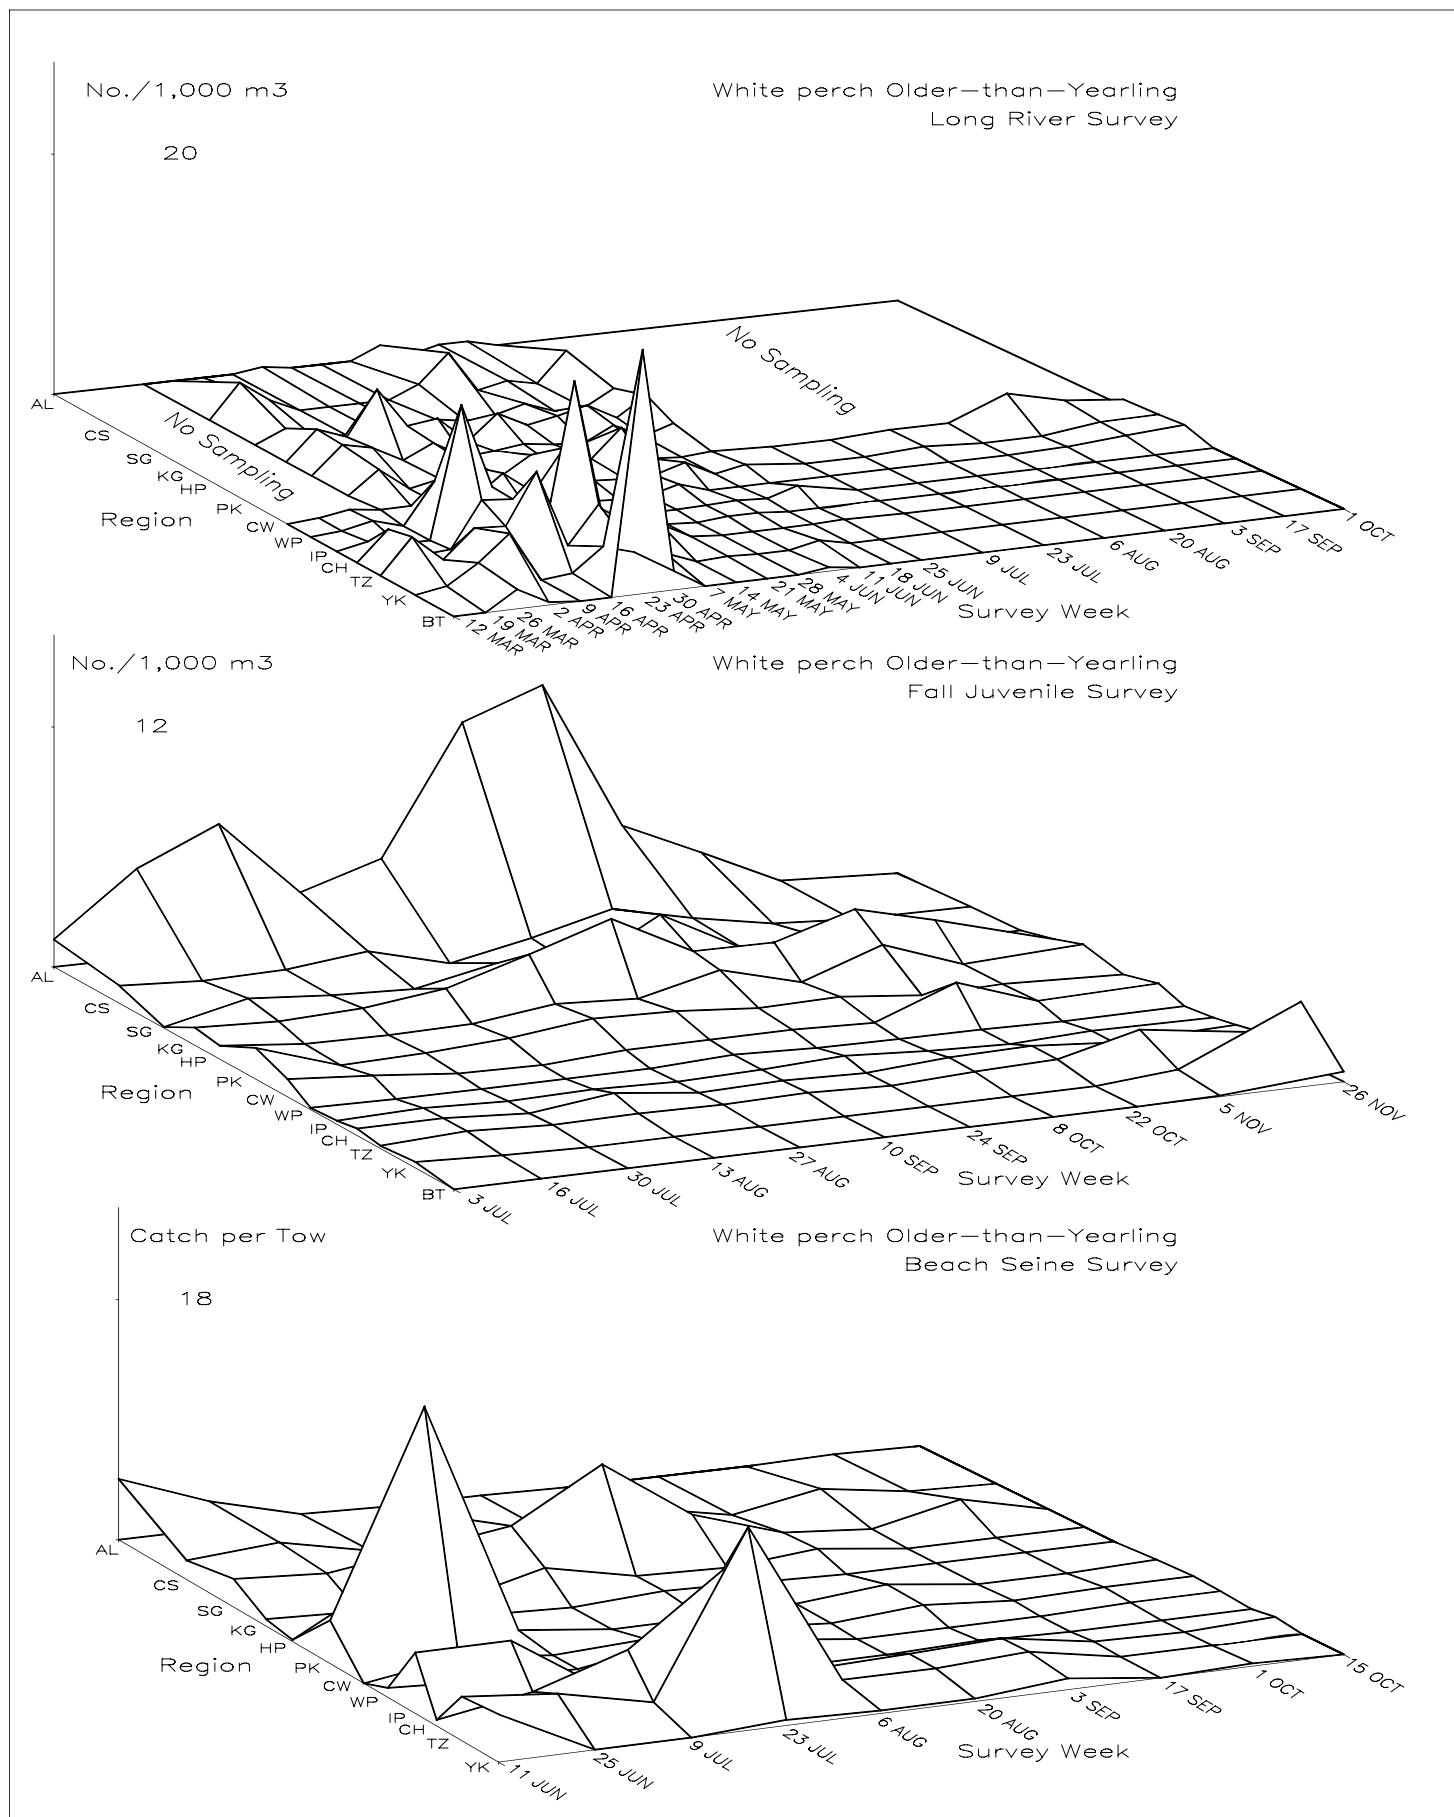 No./1,000 m3
White perch Older—than—Yearling
Long River Survey
20
No Sampling
No Sampling
AL
CS
SG
KG
HP
PK
CW
WP
IP
CH
TZ
YK
BT
Region
12 MAR
19 MAR
26 MAR
2 APR
9 APR
16 APR
23 APR
30 APR
7 MAY
14 MAY
21 MAY
28 MAY
4 JUN
11 JUN
18 JUN
25 JUN
9 JUL
23 JUL
6 AUG
20 AUG
3 SEP
17 SEP
1 OCT
Survey Week
No./1,000 m3
White perch Older—than—Yearling
Fall Juvenile Survey
12
AL
CS
SG
KG
HP
PK
CW
WP
IP
CH
TZ
YK
BT
Region
3 JUL
16 JUL
30 JUL
13 AUG
27 AUG
10 SEP
24 SEP
8 OCT
22 OCT
5 NOV
26 NOV
Survey Week
Catch per Tow
White perch Older—than—Yearling
Beach Seine Survey
18
AL
CS
SG
KG
HP
PK
CW
WP
IP
CH
TZ
YK
Region
11 JUN
25 JUN
9 JUL
23 JUL
6 AUG
20 AUG
3 SEP
17 SEP
1 OCT
15 OCT
Survey Week